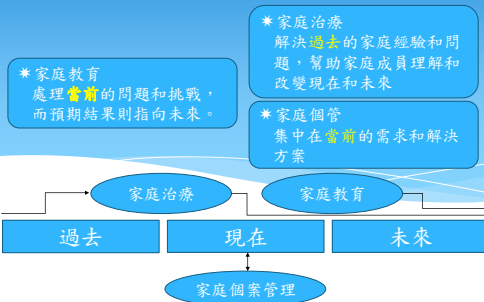 ✷家庭教育
處理當前的問題和挑戰，
而預期結果則指向未來。
✷家庭治療
解決過去的家庭經驗和問
題，幫助家庭成員理解和
改變現在和未來
✷家庭個管
集中在當前的需求和解決
方案
家庭治療
家庭教育
過去
現在
未來
家庭個案管理